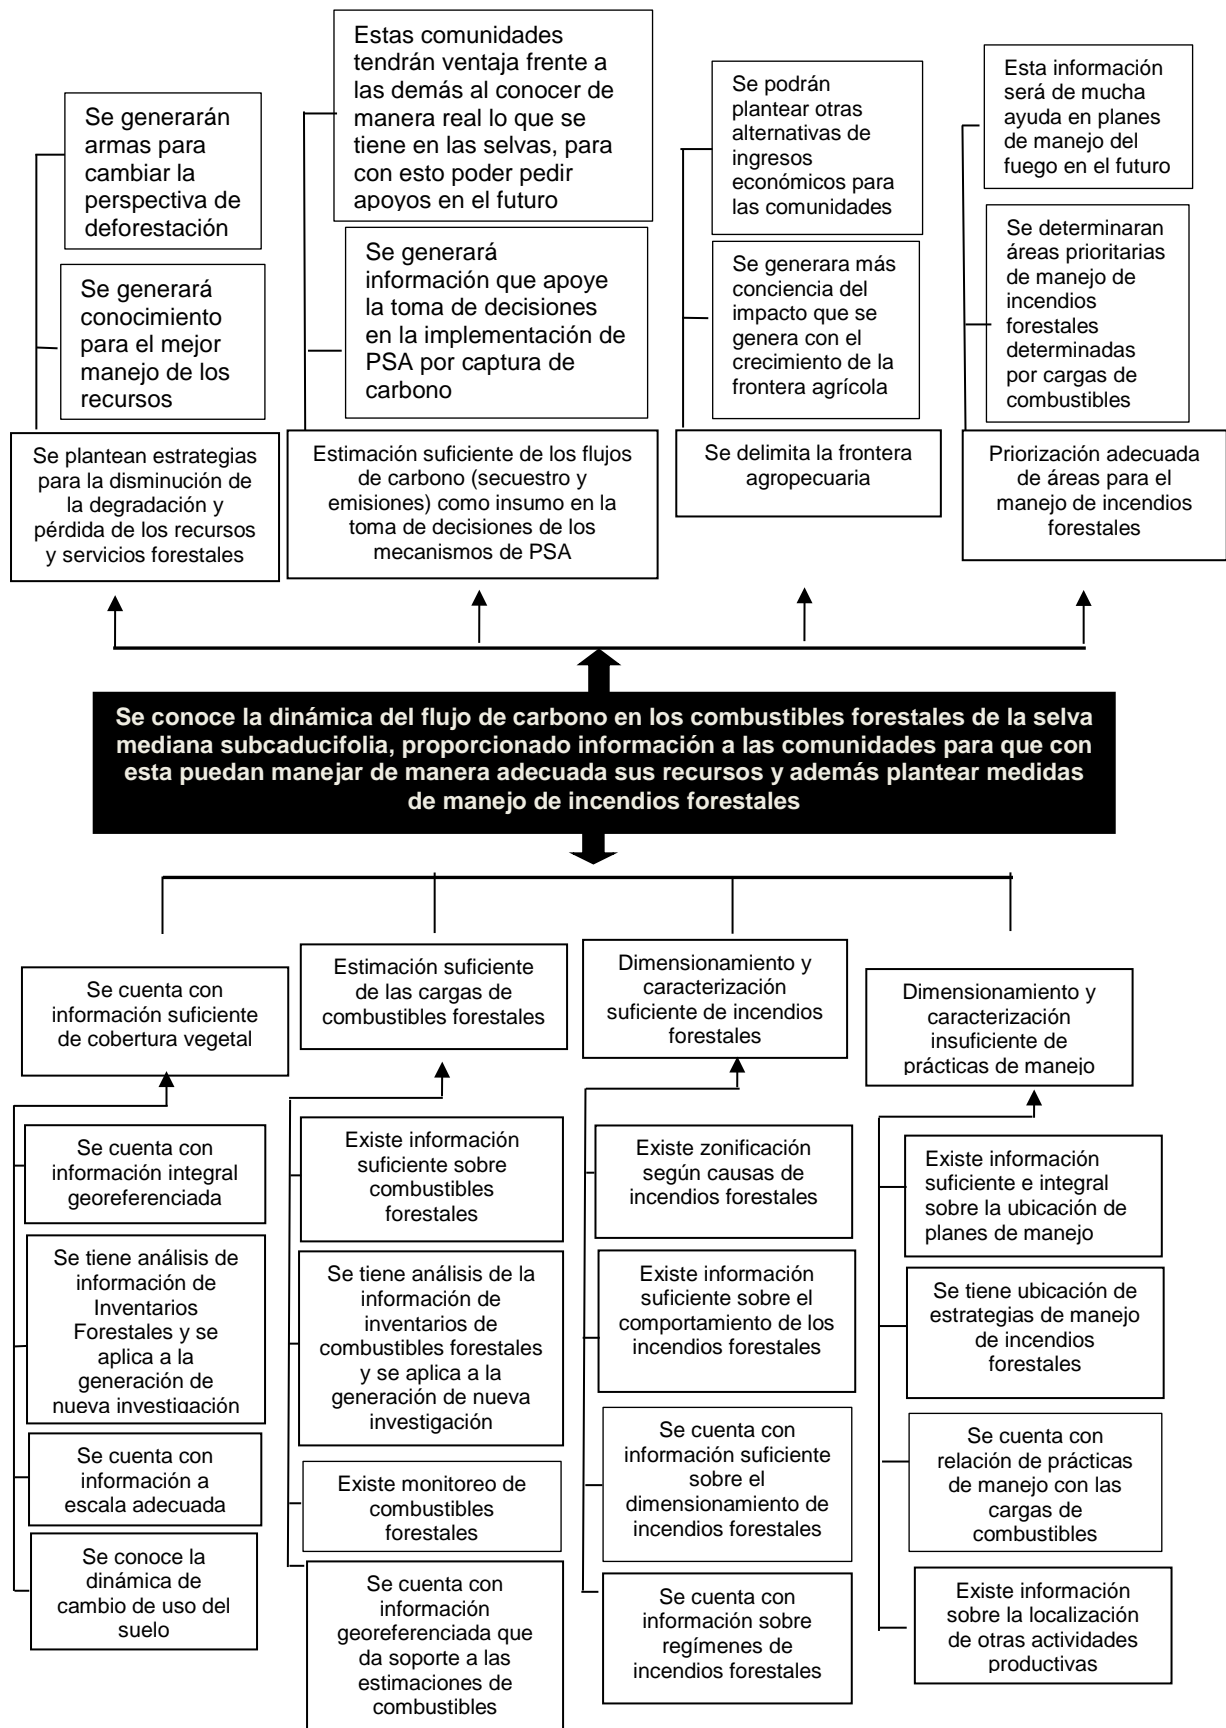 Se generarán
armas para
cambiar la
perspectiva de
deforestación
Se generará
conocimiento
para el mejor
manejo de los
recursos
Se plantean estrategias
para la disminución de
la degradación y
pérdida de los recursos
y servicios forestales
Estas comunidades
tendrán ventaja frente a
las demás al conocer de
manera real lo que se
tiene en las selvas, para
con esto poder pedir
apoyos en el futuro
Se generará
información que apoye
la toma de decisiones
en la implementación de
PSA por captura de
carbono
Estimación suficiente de los flujos
de carbono (secuestro y
emisiones) como insumo en la
toma de decisiones de los
mecanismos de PSA
Se podrán
plantear otras
alternativas de
ingresos
económicos para
las comunidades
Se generara más
conciencia del
impacto que se
genera con el
crecimiento de la
frontera agrícola
Se delimita la frontera
agropecuaria
Esta información
será de mucha
ayuda en planes
de manejo del
fuego en el futuro
Se determinaran
áreas prioritarias
de manejo de
incendios
forestales
determinadas
por cargas de
combustibles
Priorización adecuada
de áreas para el
manejo de incendios
forestales
Se conoce la dinámica del flujo de carbono en los combustibles forestales de la selva
mediana subcaducifolia, proporcionado información a las comunidades para que con
esta puedan manejar de manera adecuada sus recursos y además plantear medidas
de manejo de incendios forestales
Se cuenta con
información suficiente
de cobertura vegetal
Se cuenta con
información integral
georeferenciada
Se tiene análisis de
información de
Inventarios
Forestales y se
aplica a la
generación de
nueva investigación
Se cuenta con
información a
escala adecuada
Se conoce la
dinámica de
cambio de uso del
suelo
Estimación suficiente
de las cargas de
combustibles forestales
Existe información
suficiente sobre
combustibles
forestales
Se tiene análisis de la
información de
inventarios de
combustibles forestales
y se aplica a la
generación de nueva
investigación
Existe monitoreo de
combustibles
forestales
Se cuenta con
información
georeferenciada que
da soporte a las
estimaciones de
combustibles
Dimensionamiento y
caracterización
suficiente de incendios
forestales
Existe zonificación
según causas de
incendios forestales
Existe información
suficiente sobre el
comportamiento de los
incendios forestales
Se cuenta con
información suficiente
sobre el
dimensionamiento de
incendios forestales
Se cuenta con
información sobre
regímenes de
incendios forestales
Dimensionamiento y
caracterización
insuficiente de
prácticas de manejo
Existe información
suficiente e integral
sobre la ubicación de
planes de manejo
Se tiene ubicación de
estrategias de manejo
de incendios
forestales
Se cuenta con
relación de prácticas
de manejo con las
cargas de
combustibles
Existe información
sobre la localización
de otras actividades
productivas